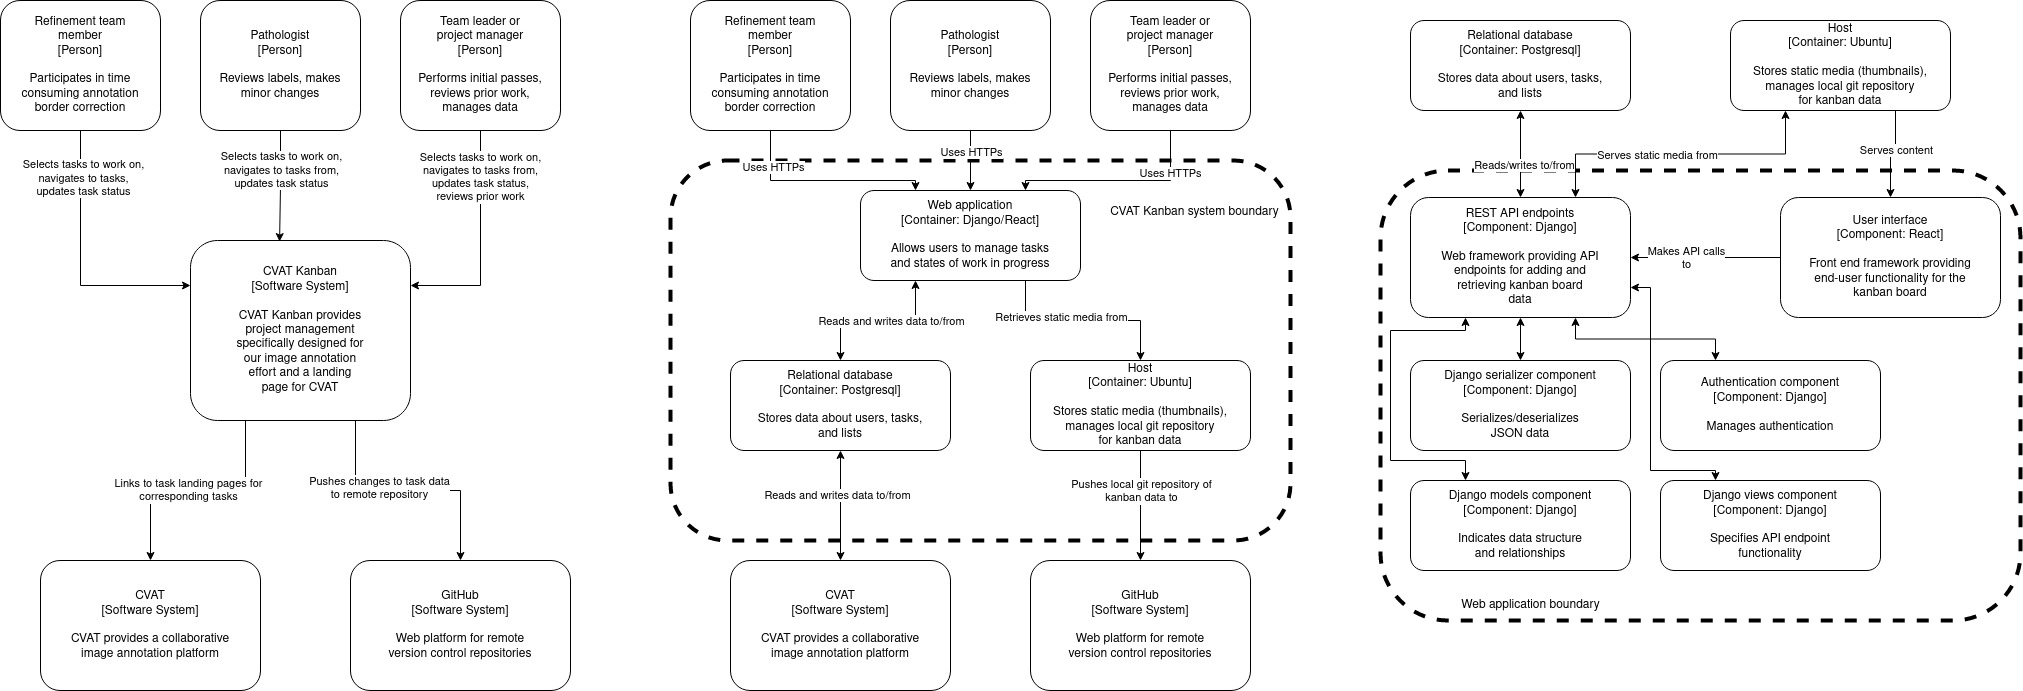 Refinement team
member
[Person]
Participates in time
consuming annotation
border correction
Pathologist
[Person]
Reviews labels, makes
minor changes
Team leader or
project manager
[Person]
Performs initial passes,
reviews prior work,
manages data
Selects tasks to work on,
navigates to tasks,
updates task status
Selects tasks to work on,
navigates to tasks from,
updates task status
Selects tasks to work on,
navigates to tasks from,
updates task status,
reviews prior work
CVAT Kanban
[Software System]
CVAT Kanban provides
project management
specifically designed for
our image annotation
effort and a landing
page for CVAT
Links to task landing pages for
corresponding tasks
Pushes changes to task data
to remote repository
CVAT
[Software System]
CVAT provides a collaborative
image annotation platform
GitHub
[Software System]
Web platform for remote
version control repositories
Refinement team
member
[Person]
Participates in time
consuming annotation
border correction
Pathologist
[Person]
Reviews labels, makes
minor changes
Team leader or
project manager
[Person]
Performs initial passes,
reviews prior work,
manages data
Uses HTTPs
Uses HTTPs
Uses HTTPs
Web application
[Container: Django/React]
Allows users to manage tasks
and states of work in progress
CVAT Kanban system boundary
Reads and writes data to/from
Retrieves static media from
Relational database
[Container: Postgresql]
Stores data about users, tasks,
and lists
Host
[Container: Ubuntu]
Stores static media (thumbnails),
manages local git repository
for kanban data
Reads and writes data to/from
Pushes local git repository of
kanban data to
CVAT
[Software System]
CVAT provides a collaborative
image annotation platform
GitHub
[Software System]
Web platform for remote
version control repositories
Relational database
[Container: Postgresql]
Stores data about users, tasks,
and lists
Host
[Container: Ubuntu]
Stores static media (thumbnails),
manages local git repository
for kanban data
Reads/writes to/from
Serves static media from
Serves content
REST API endpoints
[Component: Django]
Web framework providing API
endpoints for adding and
retrieving kanban board
data
Makes API calls
to
User interface
[Component: React]
Front end framework providing
end-user functionality for the
kanban board
Django serializer component
[Component: Django]
Serializes/deserializes
JSON data
Authentication component
[Component: Django]
Manages authentication
Django models component
[Component: Django]
Indicates data structure
and relationships
Django views component
[Component: Django]
Specifies API endpoint
functionality
Web application boundary